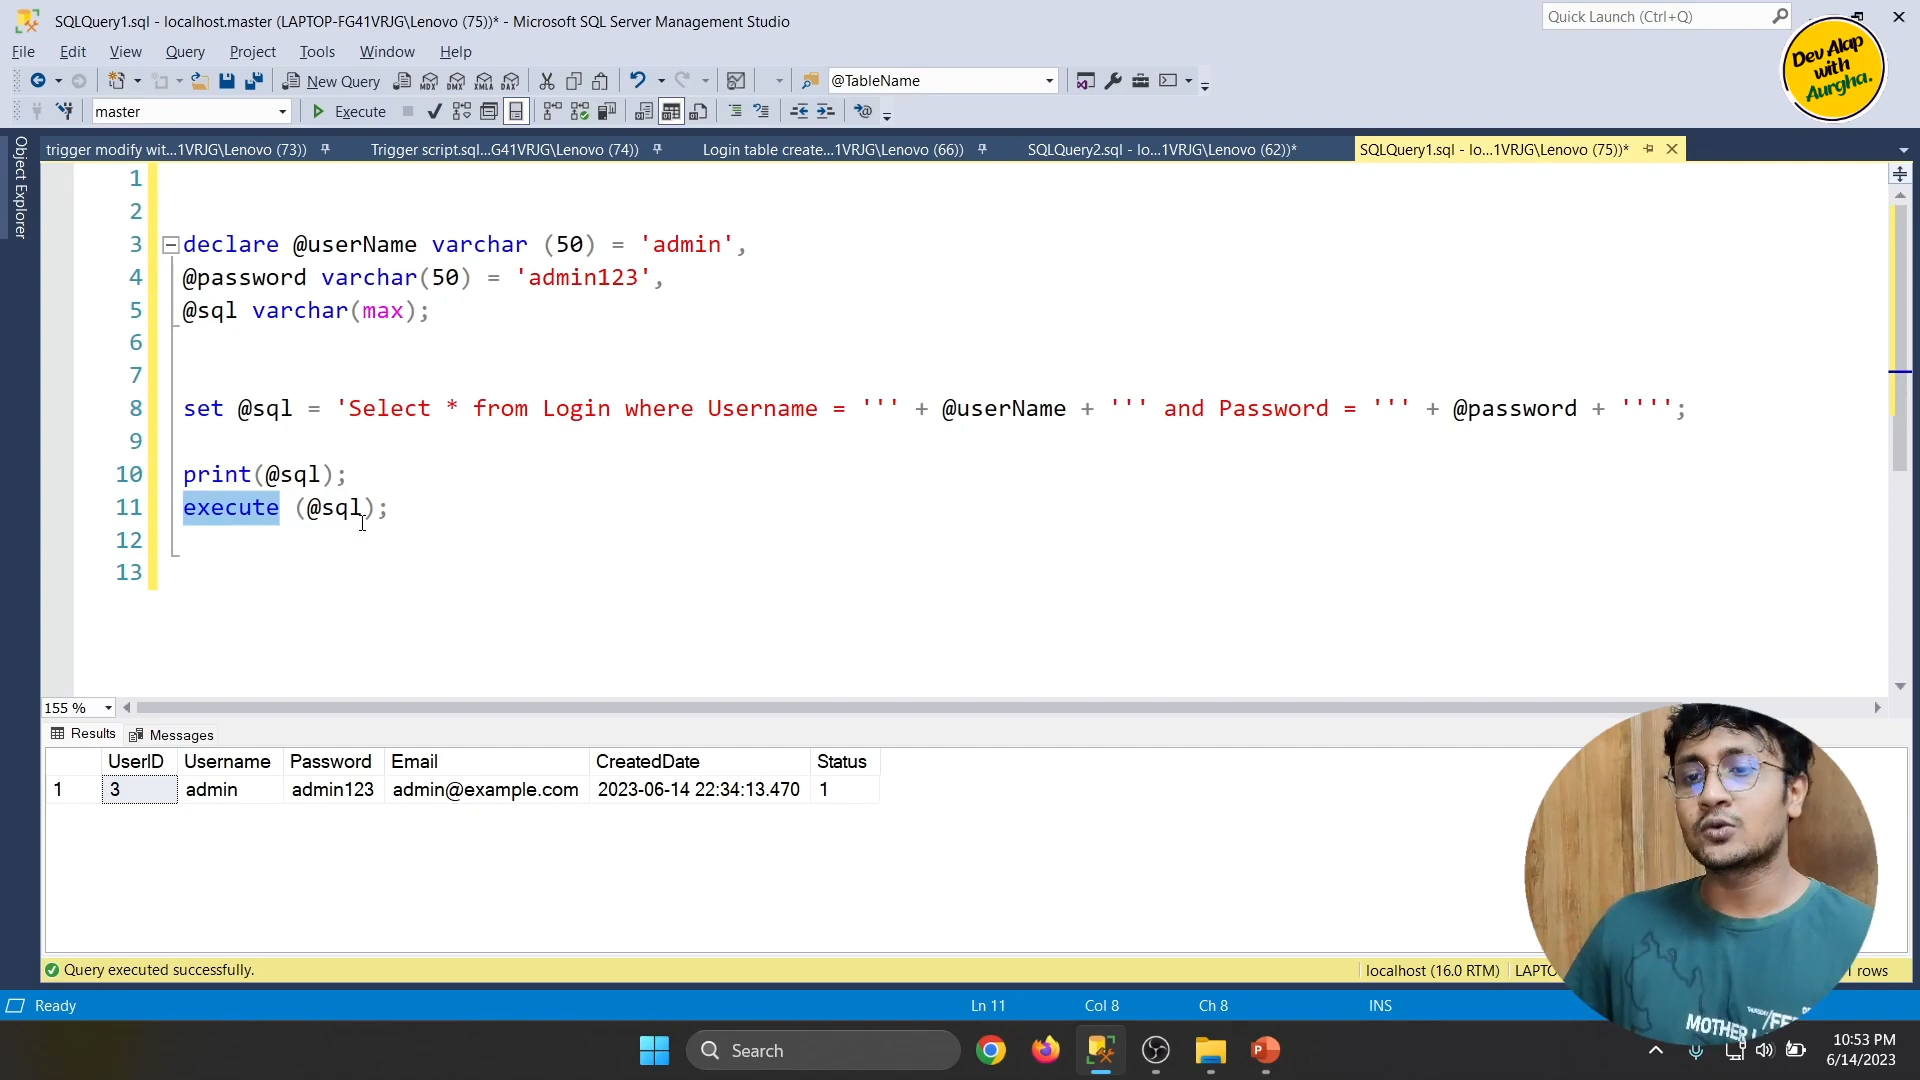 SQLQuery1.sql - localhost.master (LAPTOP-FG41VRJG\Lenovo (75))* - Microsoft SQL Server Management Studio
Quick Launch (Ctrl+Q)
File Edit View Query Project Tools Window Help
Dev Alap
with
Aurgha.
New Query
MDX DMX XMLA DAX
@TableName
master
Execute
Object Explorer
trigger modify wit...1VRJG\Lenovo (73))
Trigger script.sql...G41VRJG\Lenovo (74))
Login table create...1VRJG\Lenovo (66))
SQLQuery2.sql - lo...1VRJG\Lenovo (62))*
SQLQuery1.sql - lo...1VRJG\Lenovo (75))*
1
2
3 declare @userName varchar (50) = 'admin',
4 @password varchar(50) = 'admin123',
5 @sql varchar(max);
6
7
8 set @sql = 'Select * from Login where Username = ''' + @userName + ''' and Password = ''' + @password + '''';
9
10 print(@sql);
11 execute (@sql);
12
13
155 %
Results Messages
UserID Username Password Email CreatedDate Status
1 3 admin admin123 admin@example.com 2023-06-14 22:34:13.470 1
Query executed successfully.
localhost (16.0 RTM) LAPTO
rows
Ready
Ln 11 Col 8 Ch 8 INS
Search
MOTHER
10:53 PM
6/14/2023